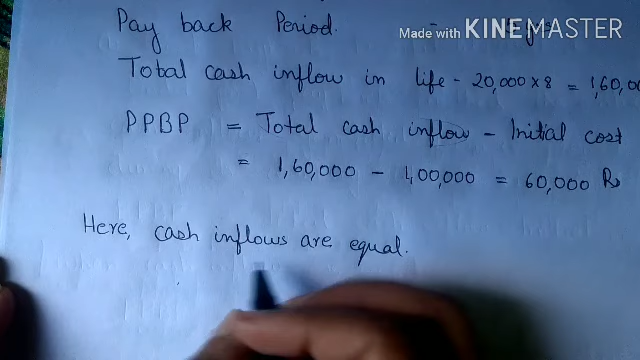 Pay back Period. -
Made with KINEMASTER
Total cash inflow in life - 20,000 x 8 = 1,60,00
PPBP = Total cash inflow - Initial cost
= 1,60,000 - 1,00,000 = 60,000 Rs
Here, cash inflows are equal.